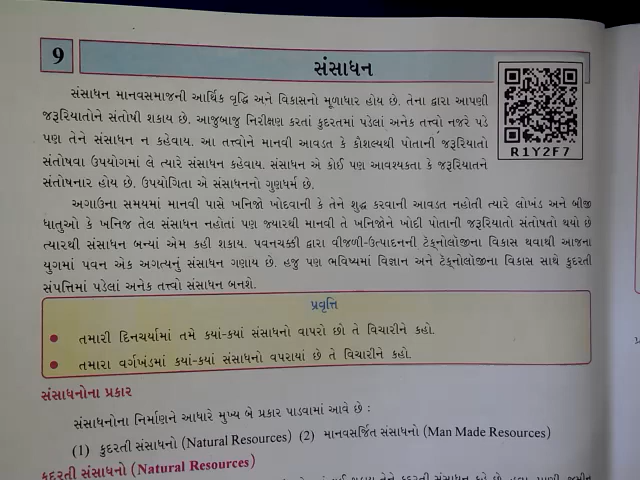 9
સંસાધન
R1Y2F7
સંસાધન માનવસમાજની આર્થિક વૃદ્ધિ અને વિકાસનો મૂળાધાર હોય છે. તેના દ્વારા આપણી
જરૂરિયાતોને સંતોષી શકાય છે. આજુબાજુ નિરીક્ષણ કરતાં કુદરતમાં પડેલાં અનેક તત્ત્વો નજરે પડે
પણ તેને સંસાધન ન કહેવાય. આ તત્ત્વોને માનવી આવડત કે કૌશલ્યથી પોતાની જરૂરિયાતો
સંતોષવા ઉપયોગમાં લે ત્યારે સંસાધન કહેવાય. સંસાધન એ કોઈ પણ આવશ્યકતા કે જરૂરિયાતને
સંતોષનાર હોય છે. ઉપયોગિતા એ સંસાધનનો ગુણધર્મ છે.
અગાઉના સમયમાં માનવી પાસે ખનિજો ખોદવાની કે તેને શુદ્ધ કરવાની આવડત નહોતી ત્યારે લોખંડ અને બીજી
ધાતુઓ કે ખનિજ તેલ સંસાધન નહોતાં પણ જ્યારથી માનવી તે ખનિજોને ખોદી પોતાની જરૂરિયાતો સંતોષતો થયો છે
ત્યારથી સંસાધન બન્યાં એમ કહી શકાય. પવનચક્કી દ્વારા વીજળી-ઉત્પાદનની ટૅક્નોલૉજીના વિકાસ થવાથી આજના
યુગમાં પવન એક અગત્યનું સંસાધન ગણાય છે. હજુ પણ ભવિષ્યમાં વિજ્ઞાન અને ટૅક્નોલૉજીના વિકાસ સાથે કુદરતી
સંપત્તિમાં પડેલાં અનેક તત્ત્વો સંસાધન બનશે.
પ્રવૃત્તિ
• તમારી દિનચર્યામાં તમે કયાં-કયાં સંસાધનો વાપરો છો તે વિચારીને કહો.
• તમારા વર્ગખંડમાં કયાં-કયાં સંસાધનો વપરાયાં છે તે વિચારીને કહો.
સંસાધનોના પ્રકાર
સંસાધનોના નિર્માણને આધારે મુખ્ય બે પ્રકાર પાડવામાં આવે છે :
(1) કુદરતી સંસાધનો (Natural Resources) (2) માનવસર્જિત સંસાધનો (Man Made Resources)
કુદરતી સંસાધનો (Natural Resources)